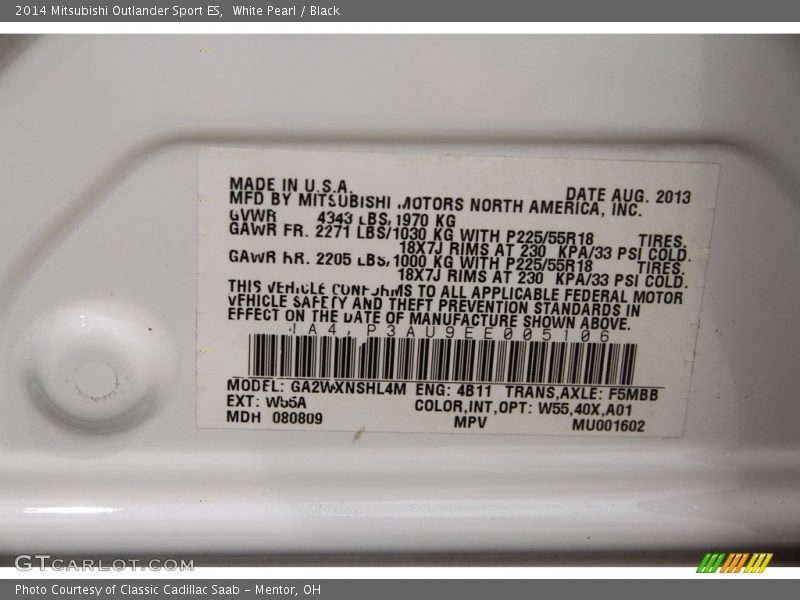 2014 Mitsubishi Outlander Sport ES, White Pearl / Black
MADE IN U.S.A. DATE AUG. 2013
MFD BY MITSUBISHI MOTORS NORTH AMERICA, INC.
GVWR 4343 LBS/1970 KG
GAWR FR. 2271 LBS/1030 KG WITH P225/55R18 TIRES,
18X7J RIMS AT 230 KPA/33 PSI COLD.
GAWR RR. 2205 LBS/1000 KG WITH P225/55R18 TIRES,
18X7J RIMS AT 230 KPA/33 PSI COLD.
THIS VEHICLE CONFORMS TO ALL APPLICABLE FEDERAL MOTOR
VEHICLE SAFETY AND THEFT PREVENTION STANDARDS IN
EFFECT ON THE DATE OF MANUFACTURE SHOWN ABOVE.
P3AU9EE005106
MODEL: GA2WXNSHL4M ENG: 4B11 TRANS,AXLE: F5MBB
EXT: W55A COLOR,INT,OPT: W55,40X,A01
MDH 080809 MPV MU001602
GTCARLOT.COM
Photo Courtesy of Classic Cadillac Saab - Mentor, OH